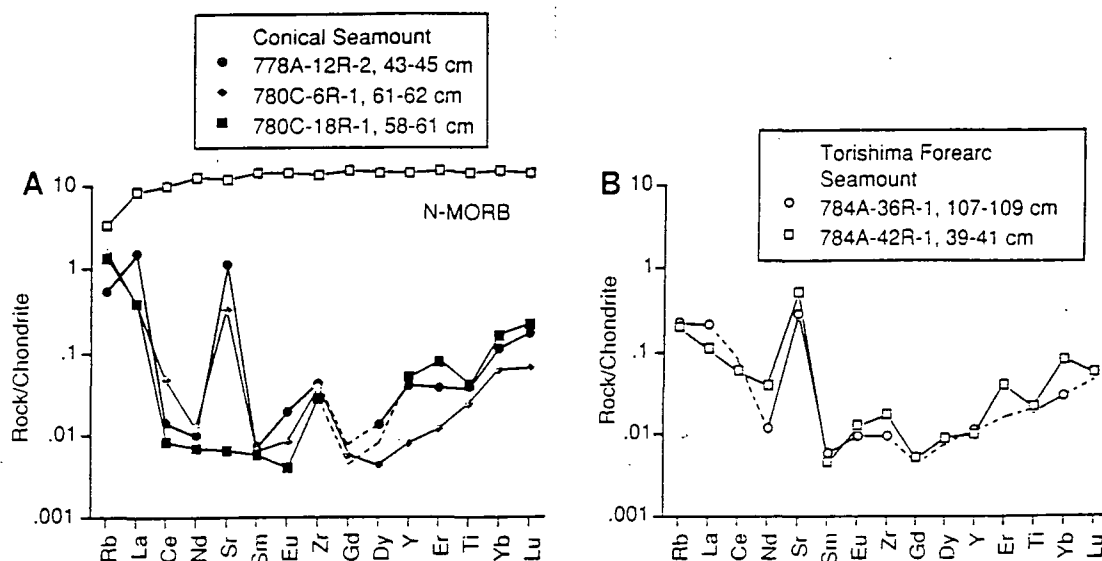 Conical Seamount
778A-12R-2, 43-45 cm
780C-6R-1, 61-62 cm
780C-18R-1, 58-61 cm
A
10
1
.1
.01
.001
Rock/Chondrite
N-MORB
Rb La Ce Nd Sr Sm Eu Zr Gd Dy Y Er Ti Yb Lu
Torishima Forearc
Seamount
784A-36R-1, 107-109 cm
784A-42R-1, 39-41 cm
B
10
1
.1
.01
.001
Rock/Chondrite
Rb La Ce Nd Sr Sm Eu Zr Gd Dy Y Er Ti Yb Lu